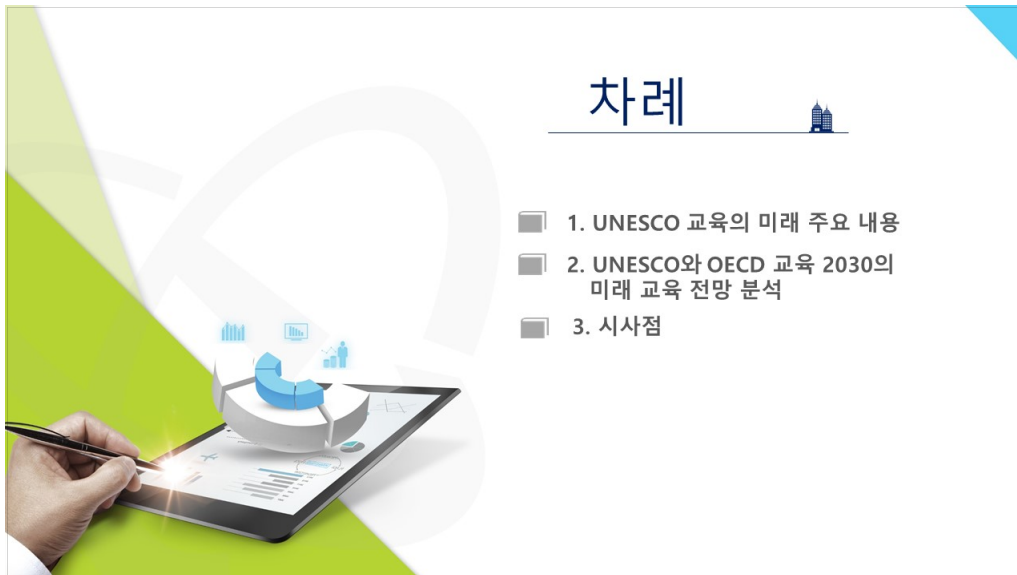 차례
1. UNESCO 교육의 미래 주요 내용
2. UNESCO와 OECD 교육 2030의
미래 교육 전망 분석
3. 시사점